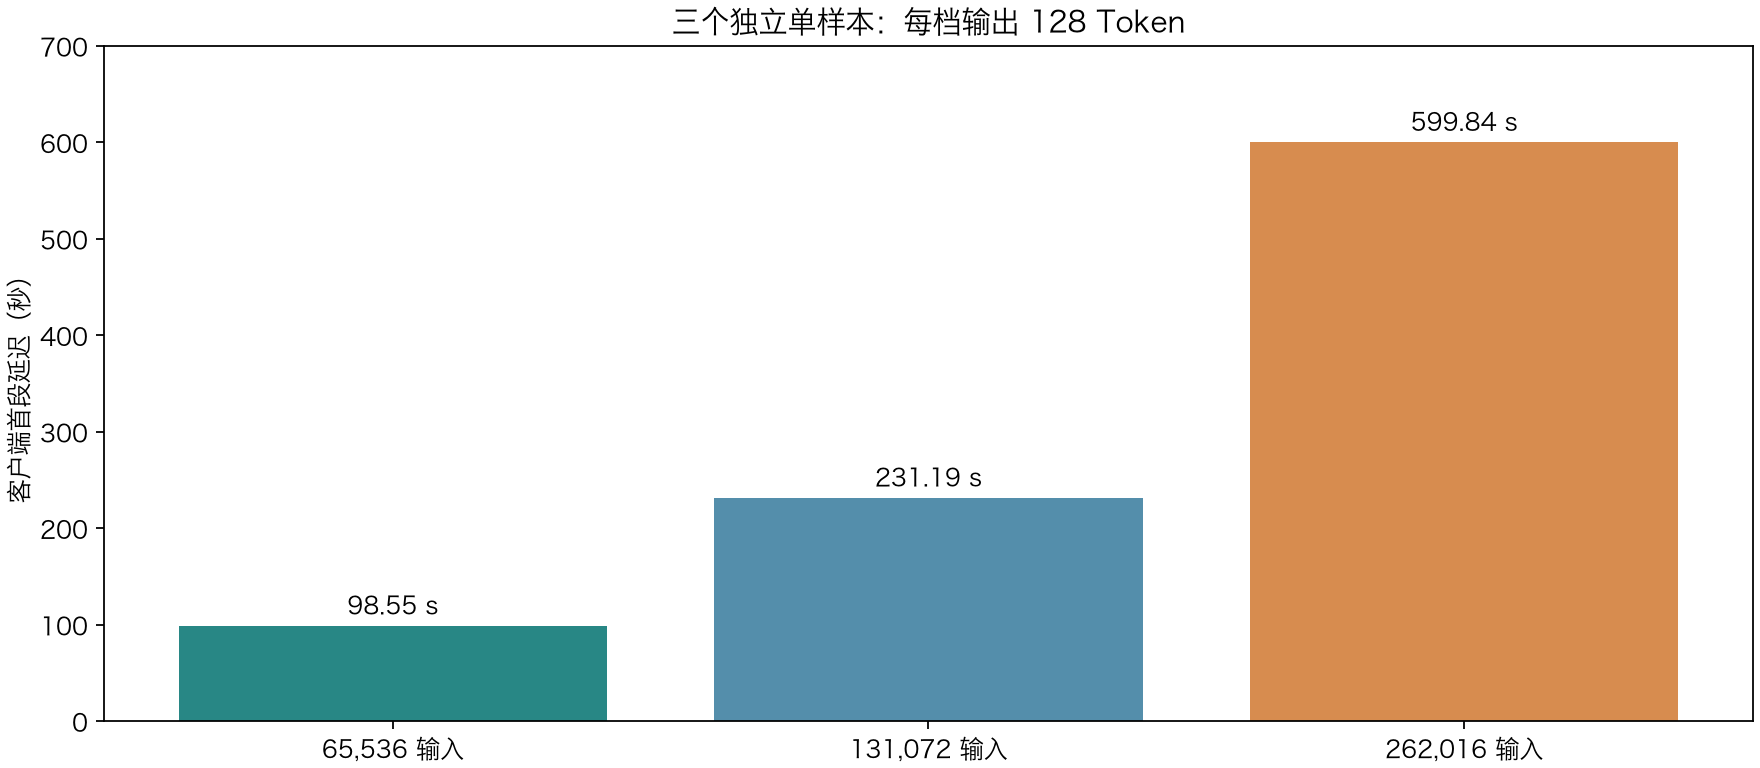 三个独立单样本：每档输出 128 Token
客户端首段延迟（秒）
700
600
500
400
300
200
100
0
98.55 s
231.19 s
599.84 s
65,536 输入
131,072 输入
262,016 输入